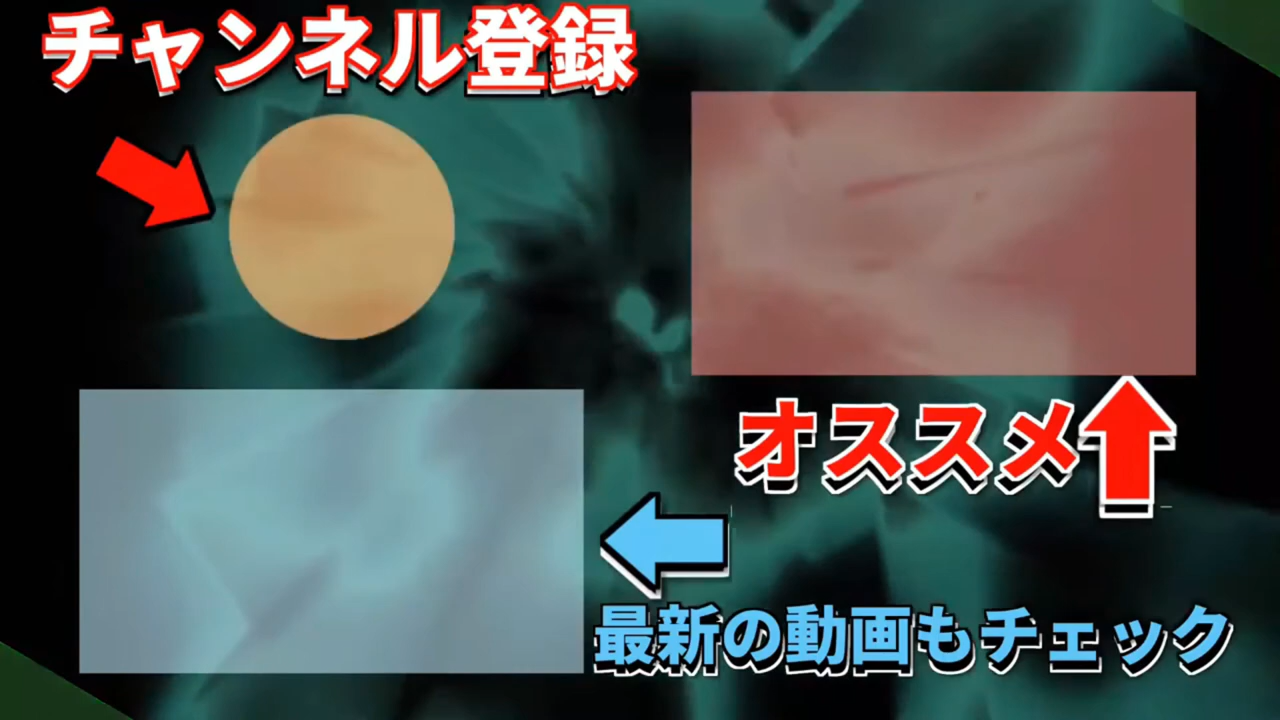 チャンネル登録
オススメ
最新の動画もチェック